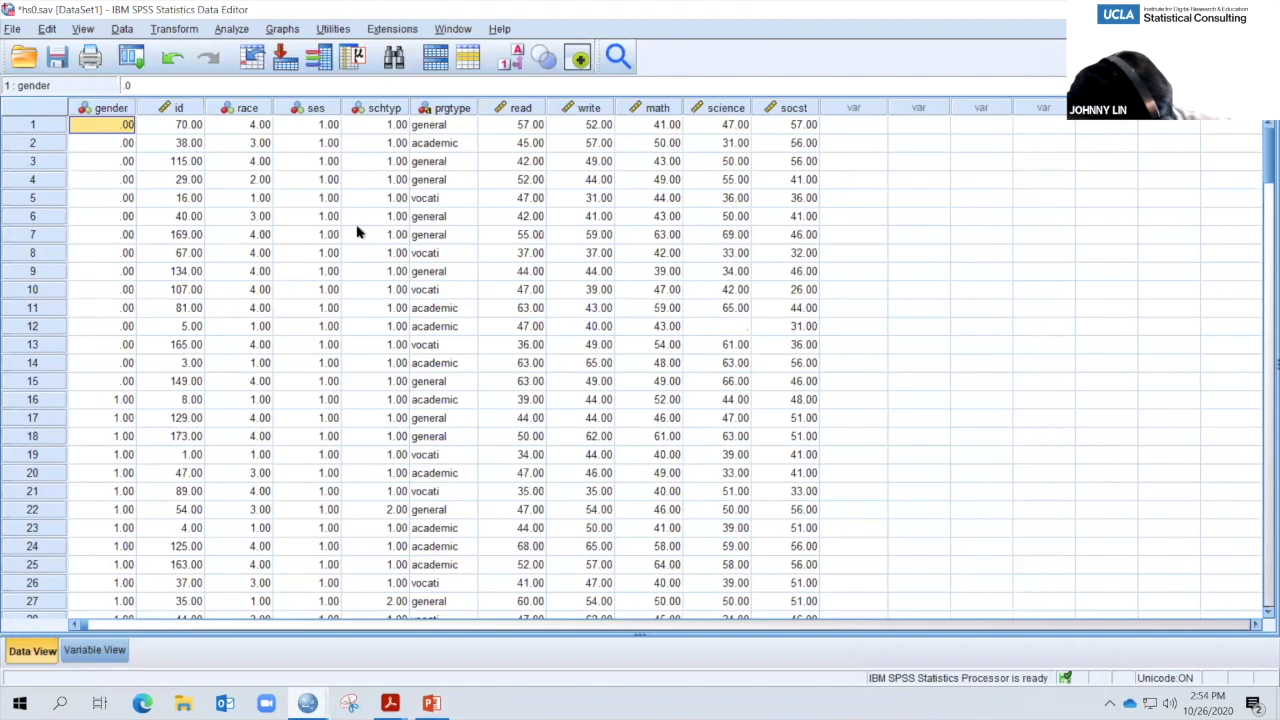 *hs0.sav [DataSet1] - IBM SPSS Statistics Data Editor
UCLA Institute for Digital Research & Education
Statistical Consulting
File Edit View Data Transform Analyze Graphs Utilities Extensions Window Help
JOHNNY LIN
1 : gender .0
gender id race ses schtyp prgtype read write math science socst var var var var
1 .00 70.00 4.00 1.00 1.00 general 57.00 52.00 41.00 47.00 57.00
2 .00 38.00 3.00 1.00 1.00 academic 45.00 57.00 50.00 31.00 56.00
3 .00 115.00 4.00 1.00 1.00 general 42.00 49.00 43.00 50.00 56.00
4 .00 29.00 2.00 1.00 1.00 general 52.00 44.00 49.00 55.00 41.00
5 .00 16.00 1.00 1.00 1.00 vocati 47.00 31.00 44.00 36.00 36.00
6 .00 40.00 3.00 1.00 1.00 general 42.00 41.00 43.00 50.00 41.00
7 .00 169.00 4.00 1.00 1.00 general 55.00 59.00 63.00 69.00 46.00
8 .00 67.00 4.00 1.00 1.00 vocati 37.00 37.00 42.00 33.00 32.00
9 .00 134.00 4.00 1.00 1.00 general 44.00 44.00 39.00 34.00 46.00
10 .00 107.00 4.00 1.00 1.00 vocati 47.00 39.00 47.00 42.00 26.00
11 .00 81.00 4.00 1.00 1.00 academic 63.00 43.00 59.00 65.00 44.00
12 .00 5.00 1.00 1.00 1.00 academic 47.00 40.00 43.00 . 31.00
13 .00 165.00 4.00 1.00 1.00 vocati 36.00 49.00 54.00 61.00 36.00
14 .00 3.00 1.00 1.00 1.00 academic 63.00 65.00 48.00 63.00 56.00
15 .00 149.00 4.00 1.00 1.00 general 63.00 49.00 49.00 66.00 46.00
16 1.00 8.00 1.00 1.00 1.00 academic 39.00 44.00 52.00 44.00 48.00
17 1.00 129.00 4.00 1.00 1.00 general 44.00 44.00 46.00 47.00 51.00
18 1.00 173.00 4.00 1.00 1.00 general 50.00 62.00 61.00 63.00 51.00
19 1.00 1.00 1.00 1.00 1.00 vocati 34.00 44.00 40.00 39.00 41.00
20 1.00 47.00 3.00 1.00 1.00 academic 47.00 46.00 49.00 33.00 41.00
21 1.00 89.00 4.00 1.00 1.00 vocati 35.00 35.00 40.00 51.00 33.00
22 1.00 54.00 3.00 1.00 2.00 general 47.00 54.00 46.00 50.00 56.00
23 1.00 4.00 1.00 1.00 1.00 academic 44.00 50.00 41.00 39.00 51.00
24 1.00 125.00 4.00 1.00 1.00 academic 68.00 65.00 58.00 59.00 56.00
25 1.00 163.00 4.00 1.00 1.00 academic 52.00 57.00 64.00 58.00 56.00
26 1.00 37.00 3.00 1.00 1.00 vocati 41.00 47.00 40.00 39.00 51.00
27 1.00 35.00 1.00 1.00 2.00 general 60.00 54.00 50.00 50.00 51.00
Data View Variable View
IBM SPSS Statistics Processor is ready Unicode:ON
2:54 PM
10/26/2020
2